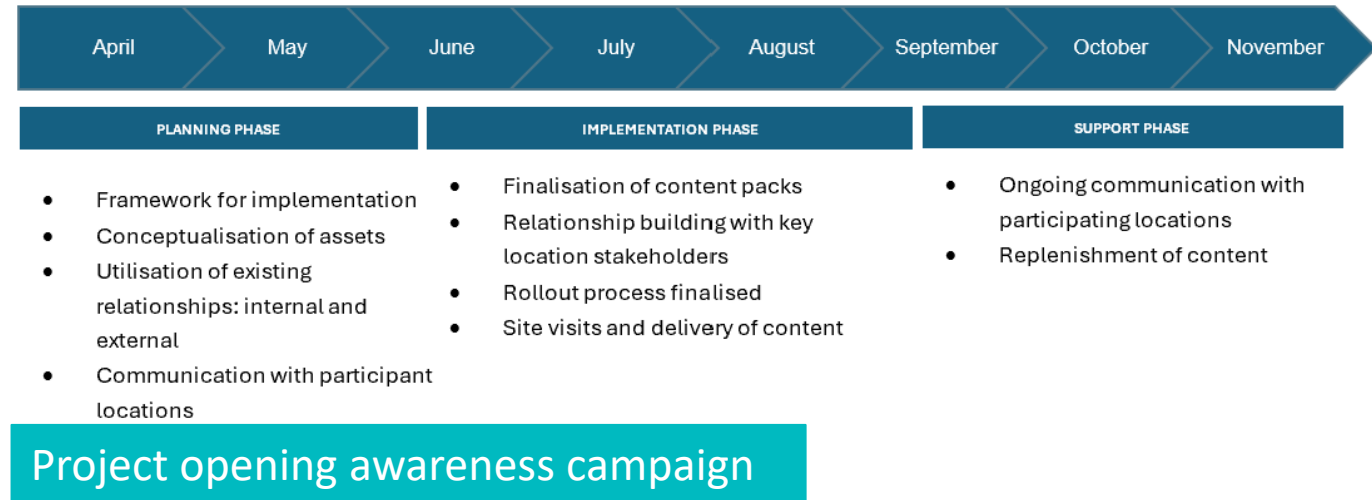 April May June July August September October November
PLANNING PHASE
• Framework for implementation
• Conceptualisation of assets
• Utilisation of existing
relationships: internal and
external
• Communication with participant
locations
IMPLEMENTATION PHASE
• Finalisation of content packs
• Relationship building with key
location stakeholders
• Rollout process finalised
• Site visits and delivery of content
SUPPORT PHASE
• Ongoing communication with
participating locations
• Replenishment of content
Project opening awareness campaign